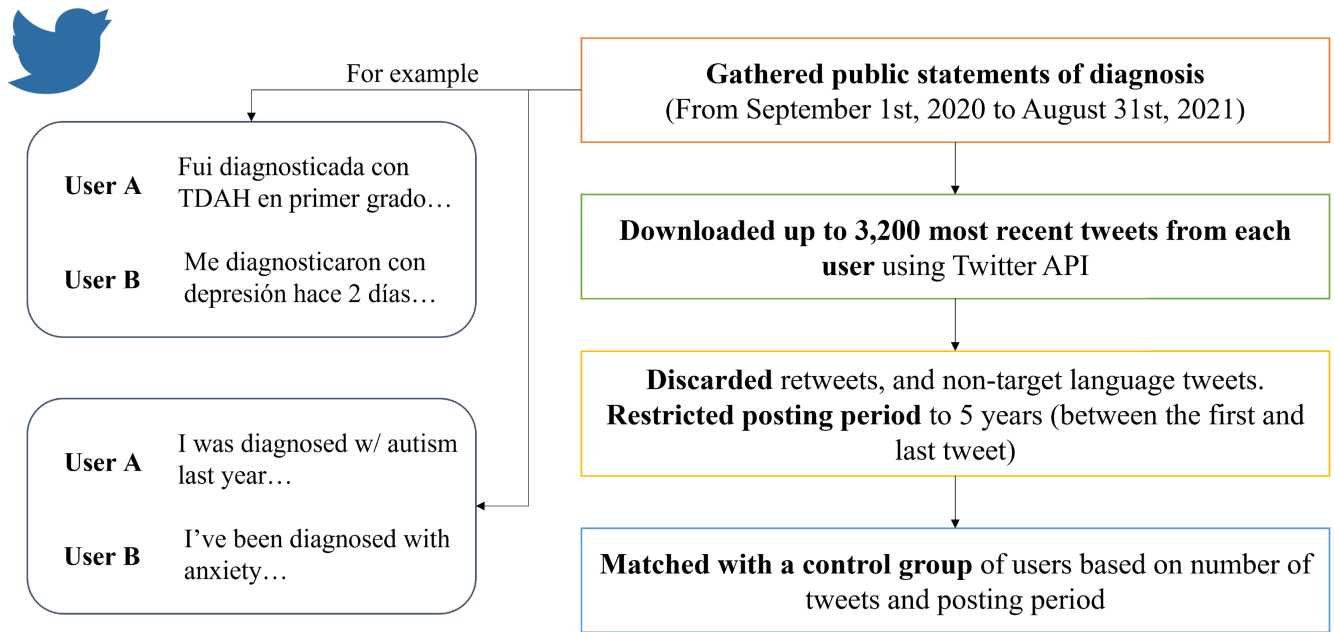 For example
Gathered public statements of diagnosis
(From September 1st, 2020 to August 31st, 2021)
User A
Fui diagnosticada con
TDAH en primer grado…
User B
Me diagnosticaron con
depresión hace 2 días…
Downloaded up to 3,200 most recent tweets from each
user using Twitter API
Discarded retweets, and non-target language tweets.
Restricted posting period to 5 years (between the first and
last tweet)
User A
I was diagnosed w/ autism
last year…
User B
I’ve been diagnosed with
anxiety…
Matched with a control group of users based on number of
tweets and posting period